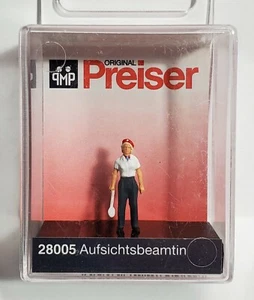 ORIGINAL
PMP Preiser
28005 Aufsichtsbeamtin